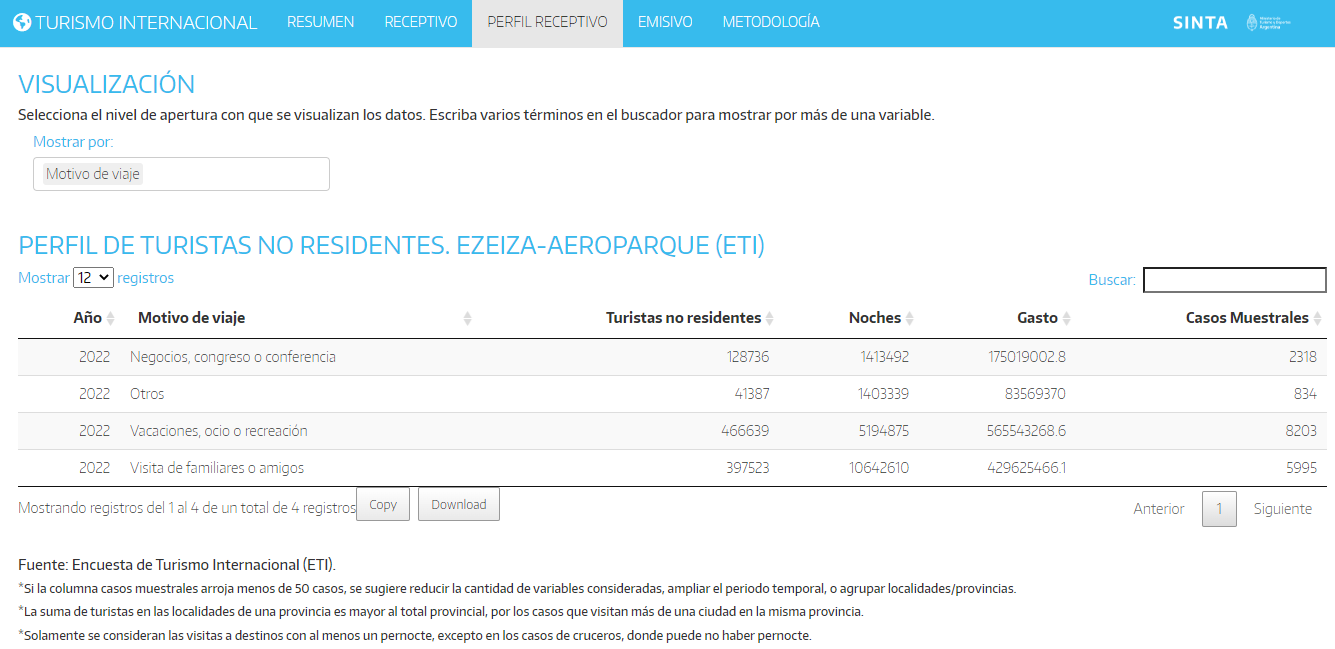 TURISMO INTERNACIONAL RESUMEN RECEPTIVO PERFIL RECEPTIVO EMISIVO METODOLOGÍA SINTA
Argentina
VISUALIZACIÓN
Selecciona el nivel de apertura con que se visualizan los datos. Escriba varios términos en el buscador para mostrar por más de una variable.
Mostrar por:
Motivo de viaje
PERFIL DE TURISTAS NO RESIDENTES. EZEIZA-AEROPARQUE (ETI)
Mostrar 12 registros Buscar:
Año Motivo de viaje Turistas no residentes Noches Gasto Casos Muestrales
2022 Negocios, congreso o conferencia 128736 1413492 175019002.8 2318
2022 Otros 41387 1403339 83569370 834
2022 Vacaciones, ocio o recreación 466639 5194875 565543268.6 8203
2022 Visita de familiares o amigos 397523 10642610 429625466.1 5995
Mostrando registros del 1 al 4 de un total de 4 registros Copy Download Anterior 1 Siguiente
Fuente: Encuesta de Turismo Internacional (ETI).
*Si la columna casos muestrales arroja menos de 50 casos, se sugiere reducir la cantidad de variables consideradas, ampliar el periodo temporal, o agrupar localidades/provincias.
*La suma de turistas en las localidades de una provincia es mayor al total provincial, por los casos que visitan más de una ciudad en la misma provincia.
*Solamente se consideran las visitas a destinos con al menos un pernocte, excepto en los casos de cruceros, donde puede no haber pernocte.